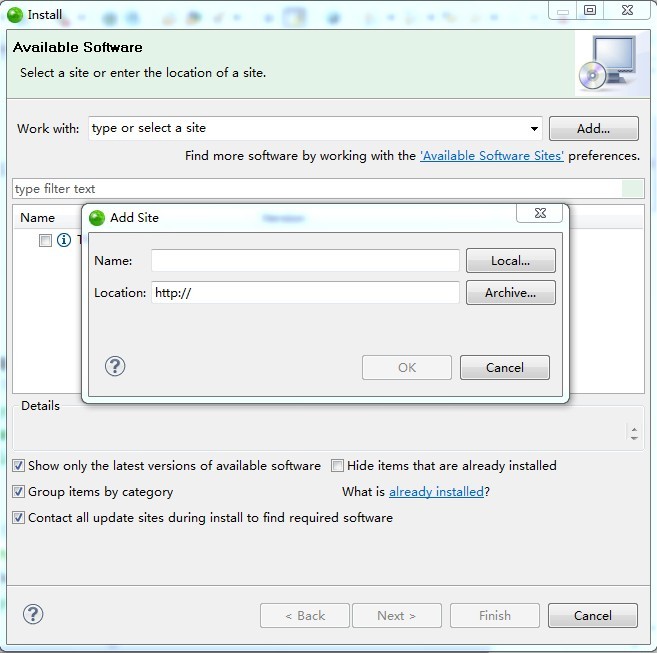 Install
Available Software
Select a site or enter the location of a site.
Work with: type or select a site Add...
Find more software by working with the 'Available Software Sites' preferences.
type filter text
Name
Add Site
Name: Local...
Location: http:// Archive...
OK Cancel
Details
Show only the latest versions of available software Hide items that are already installed
Group items by category What is already installed?
Contact all update sites during install to find required software
< Back Next > Finish Cancel